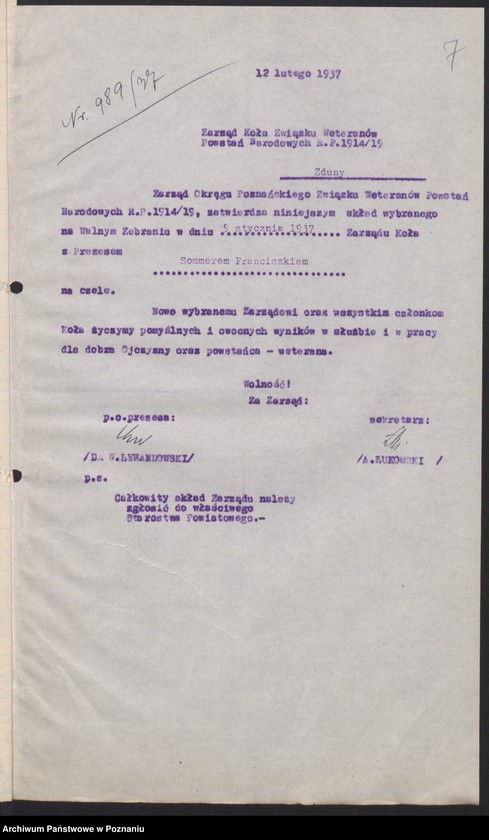 7
12 lutego 1937
Nr. 989/37
Zarząd Koła Związku Weteranów
Powstań Narodowych R.P.1914/19
Zduny
Zarząd Okręgu Poznańskiego Związku Weteranów Powstań
Narodowych R.P.1914/19, zatwierdza niniejszym skład wybranego
na Walnym Zebraniu w dniu 5 stycznia 1937 Zarządu Koła
z Prezesem
Sommerem Franciszkiem
na czele.
Nowo wybranemu Zarządowi oraz wszystkim członkom
Koła życzymy pomyślnych i owocnych wyników w służbie i w pracy
dla dobra Ojczyzny oraz powstańca - weterana.
Wolność!
Za Zarząd:
p.o.prezesa: sekretarz:
/DR W.LEWANDOWSKI/ /A.ŁUKOMSKI /
p.s.
Całkowity skład Zarządu należy
zgłosić do właściwego
Starostwa Powiatowego.-
Archiwum Państwowe w Poznaniu